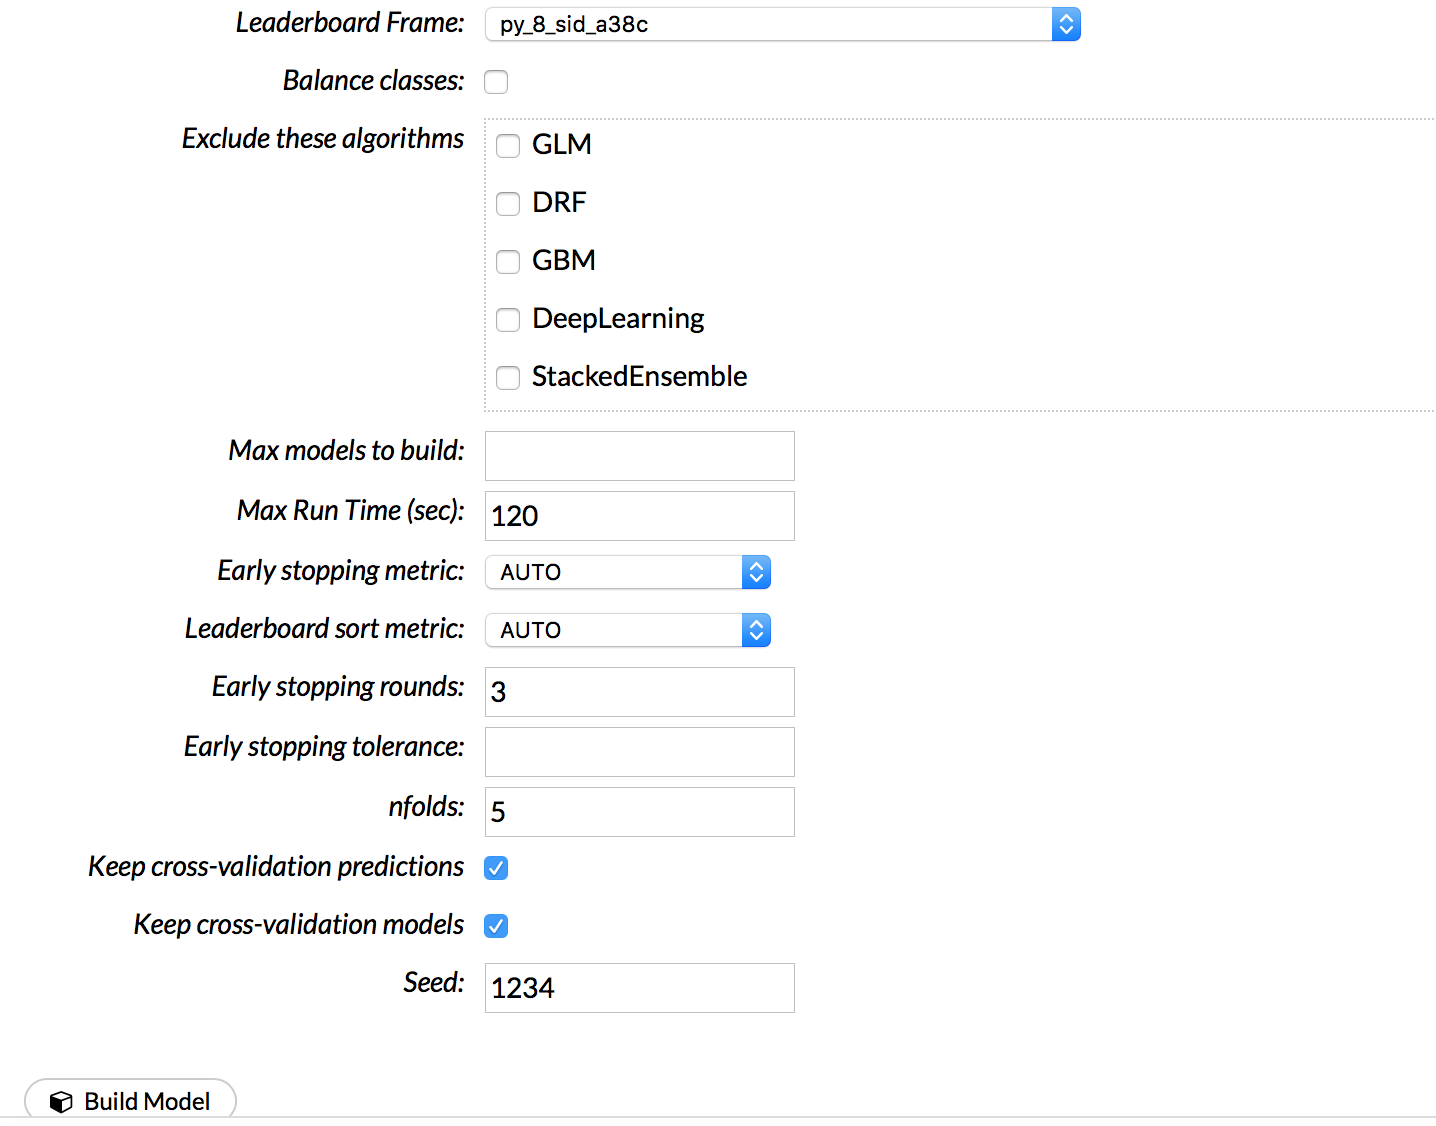 Leaderboard Frame: py_8_sid_a38c
Balance classes:
Exclude these algorithms GLM
DRF
GBM
DeepLearning
StackedEnsemble
Max models to build:
Max Run Time (sec): 120
Early stopping metric: AUTO
Leaderboard sort metric: AUTO
Early stopping rounds: 3
Early stopping tolerance:
nfolds: 5
Keep cross-validation predictions
Keep cross-validation models
Seed: 1234
Build Model